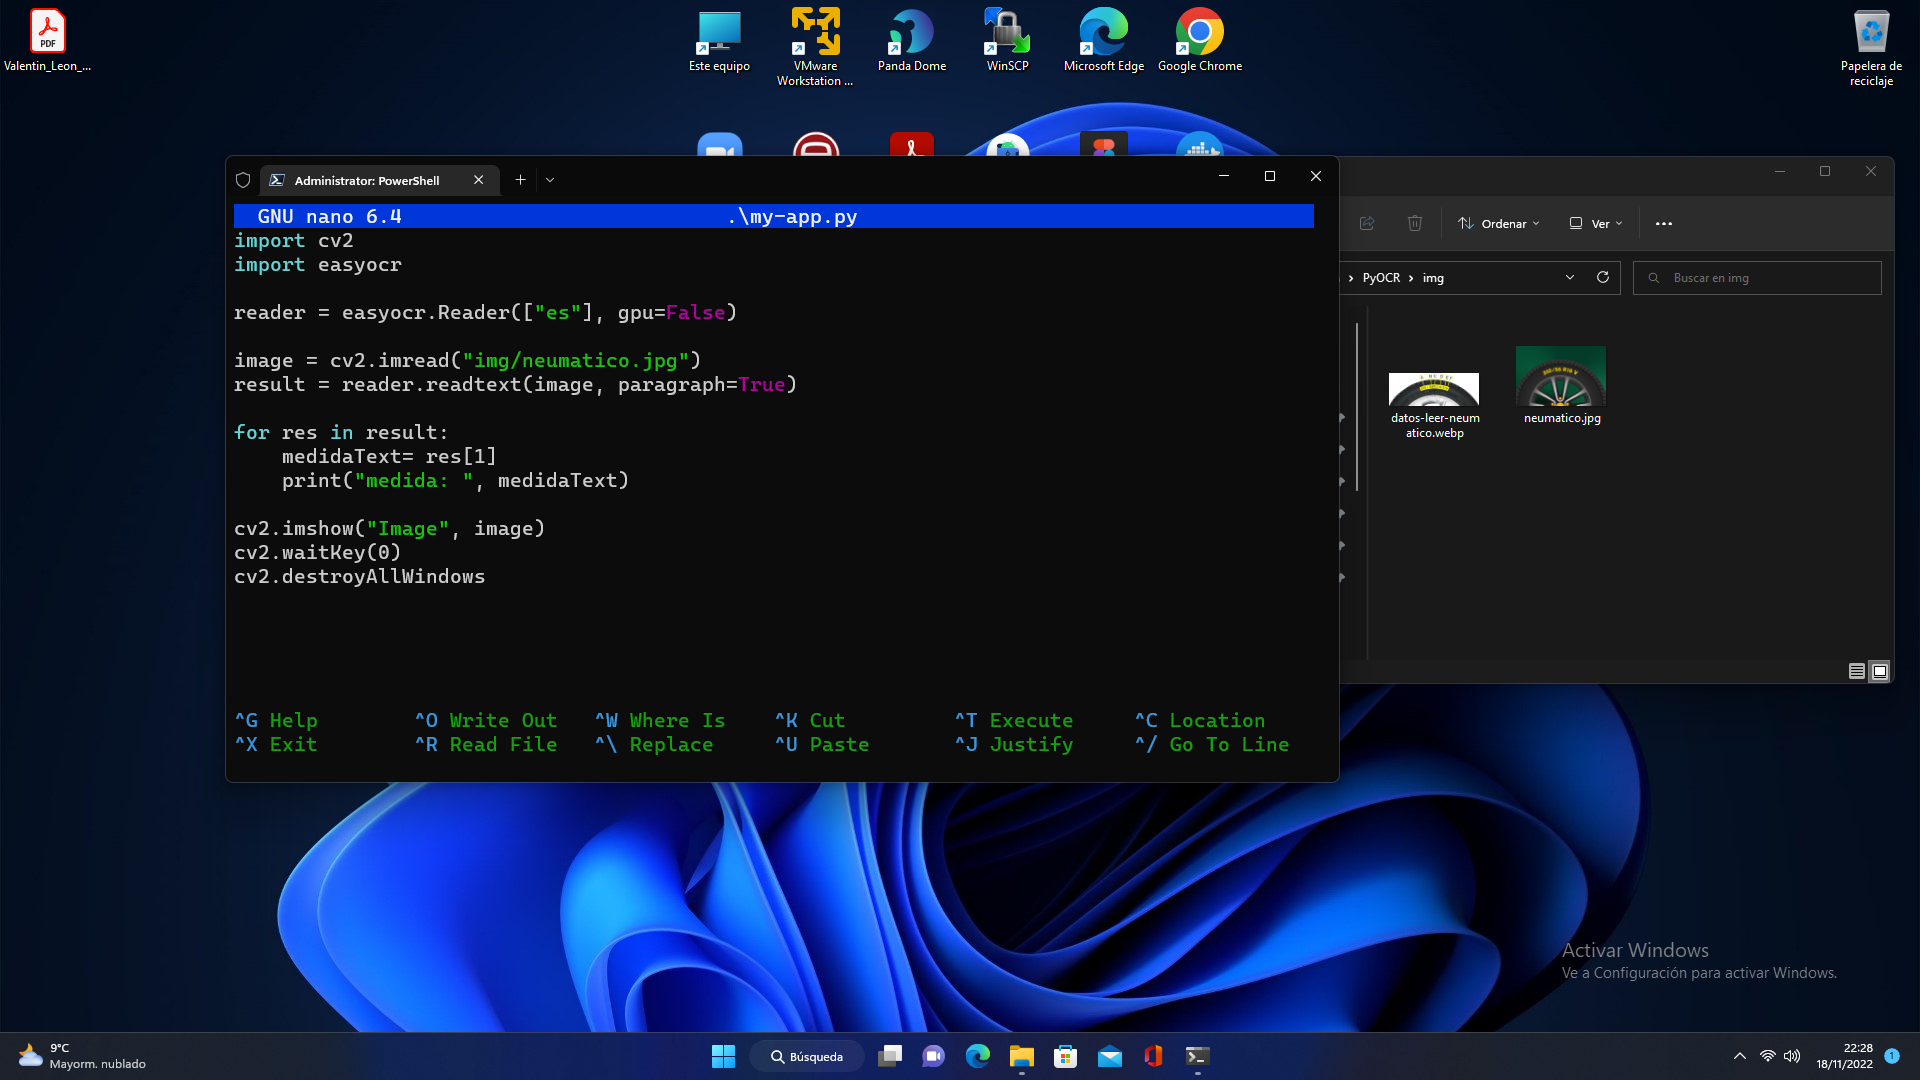 PDF
Valentin_Leon_...
Este equipo
VMware
Workstation ...
Panda Dome
WinSCP
Microsoft Edge
Google Chrome
Papelera de
reciclaje
Administrator: PowerShell
GNU nano 6.4 .\my-app.py
import cv2
import easyocr
reader = easyocr.Reader(["es"], gpu=False)
image = cv2.imread("img/neumatico.jpg")
result = reader.readtext(image, paragraph=True)
for res in result:
medidaText= res[1]
print("medida: ", medidaText)
cv2.imshow("Image", image)
cv2.waitKey(0)
cv2.destroyAllWindows
^G Help ^O Write Out ^W Where Is ^K Cut ^T Execute ^C Location
^X Exit ^R Read File ^\ Replace ^U Paste ^J Justify ^/ Go To Line
Ordenar
Ver
PyOCR > img
Buscar en img
datos-leer-neum
atico.webp
neumatico.jpg
Activar Windows
Ve a Configuración para activar Windows.
9°C
Mayorm. nublado
Búsqueda
22:28
18/11/2022
1